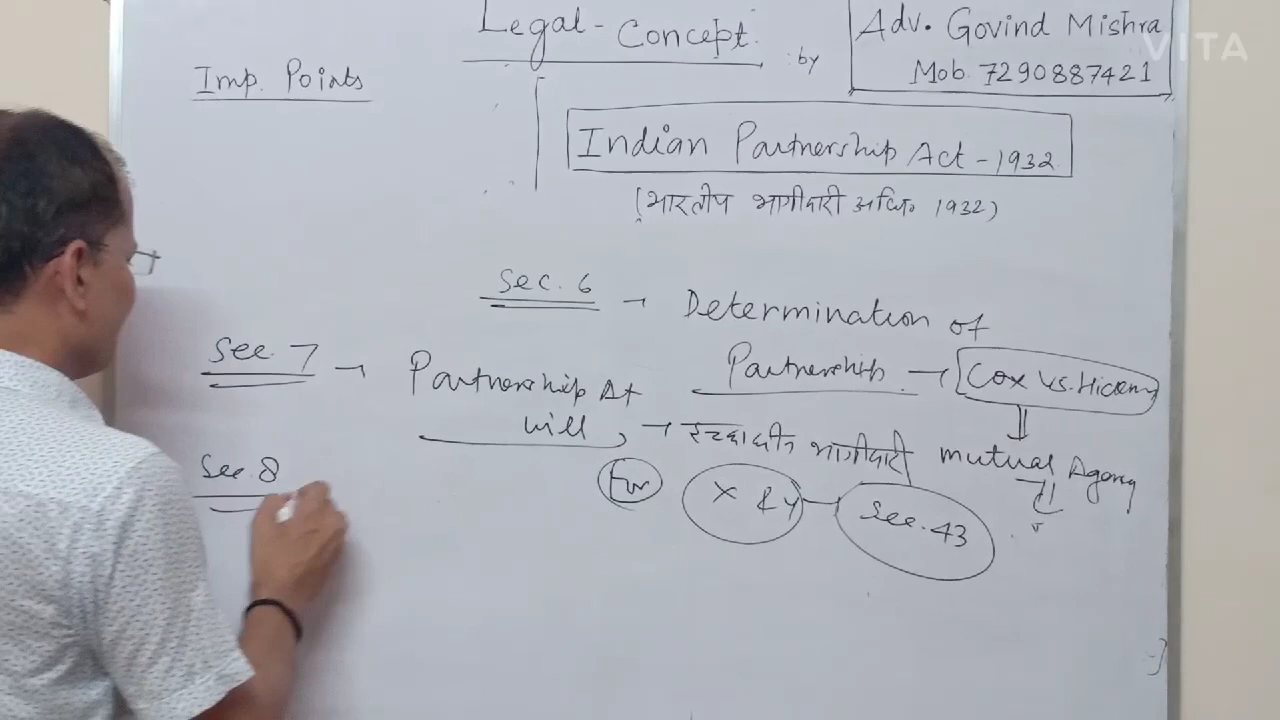 Legal-Concept.
by
Adv. Govind Mishra
Mob. 7290887421
VITA
Imp. Points
Indian Partnership Act - 1932
(भारतीय भागीदारी अधि० 1932)
Sec. 6 → Determination of
Partnership → Cox Vs. Hickmn
Sec. 7 → Partnership At
will, → इच्छाधीन भागीदारी
mutual Agency
X & Y - Sec. 43
Sec. 8